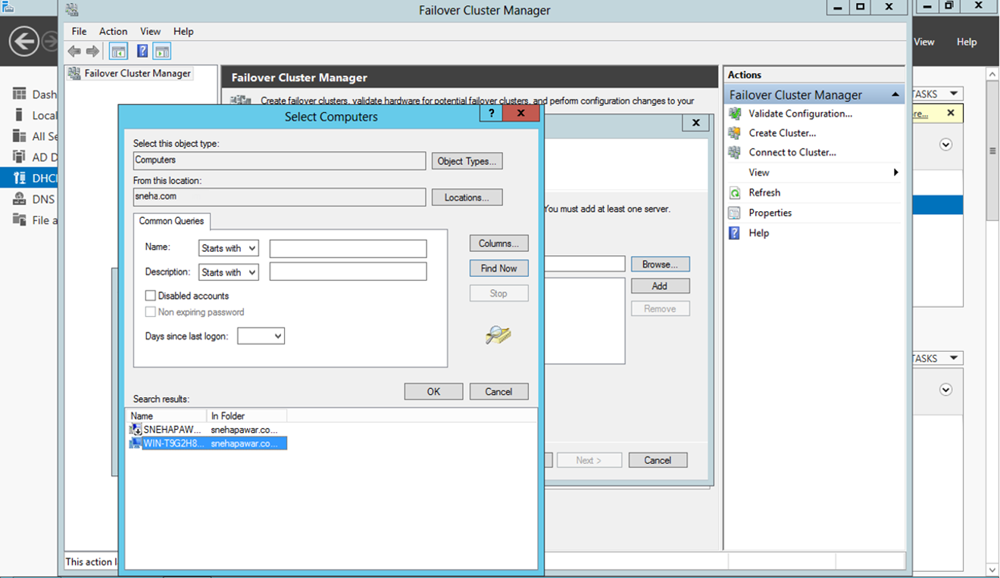 Failover Cluster Manager
File Action View Help
View Help
Failover Cluster Manager
Failover Cluster Manager
Create failover clusters, validate hardware for potential failover clusters, and perform configuration changes to your
Dash
Local
All Se
AD D
DHC
DNS
File a
Select Computers
?
Select this object type:
Computers
Object Types...
From this location:
sneha.com
Locations...
Common Queries
Name: Starts with
Description: Starts with
Disabled accounts
Non expiring password
Days since last logon:
Columns...
Find Now
Stop
OK Cancel
Search results:
Name In Folder
SNEHAPAW... snehapawar.co...
WIN-T9G2H8... snehapawar.co...
You must add at least one server.
Browse...
Add
Remove
Next > Cancel
Actions
Failover Cluster Manager
Validate Configuration...
Create Cluster...
Connect to Cluster...
View
Refresh
Properties
Help
TASKS
re...
TASKS
This action